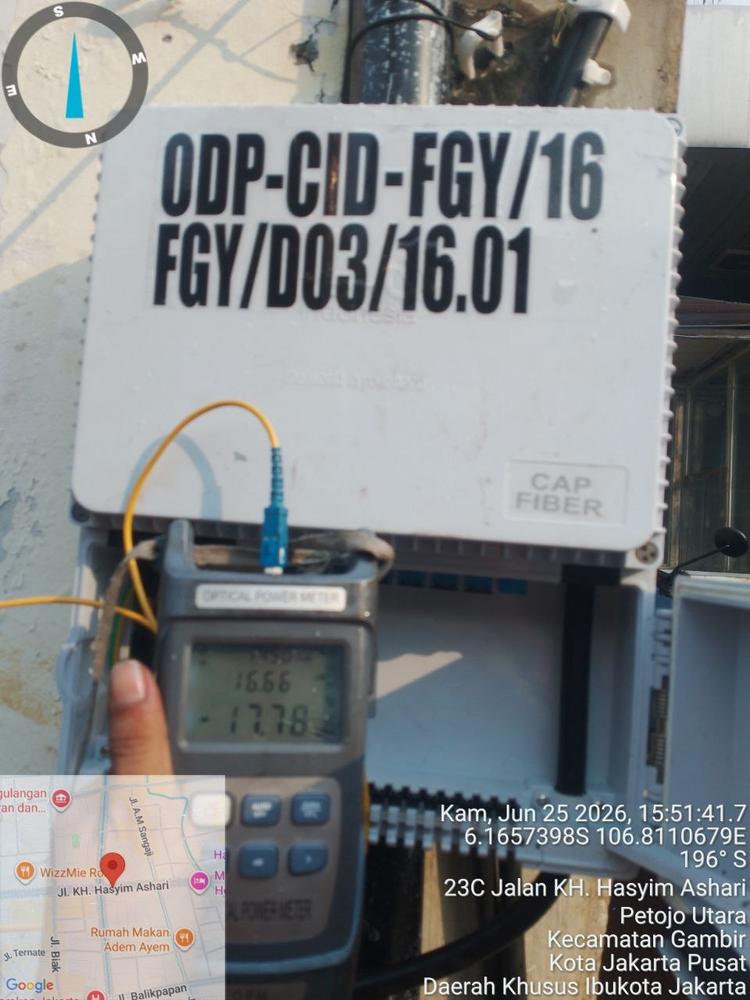 S
W
E
N
ODP-CID-FGY/16
FGY/D03/16.01
CAP
FIBER
OPTICAL POWER METER
16.66
-17.78
POWER METER
Jl. A.M Sangaji
WizzMie
Jl. KH. Hasyim Ashari
Rumah Makan
Adem Ayem
Jl. Ternate
Jl. Biak
Jl. Balikpapan
Google
Kam, Jun 25 2026, 15:51:41.7
6.1657398S 106.8110679E
196° S
23C Jalan KH. Hasyim Ashari
Petojo Utara
Kecamatan Gambir
Kota Jakarta Pusat
Daerah Khusus Ibukota Jakarta